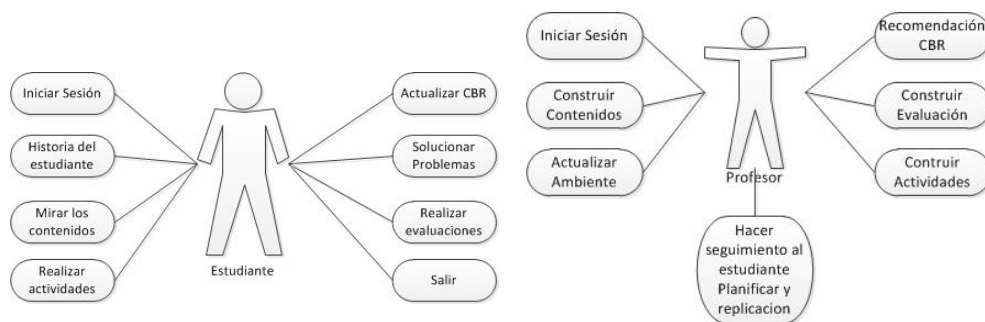 Iniciar Sesión
Historia del
estudiante
Mirar los
contenidos
Realizar
actividades
Estudiante
Actualizar CBR
Solucionar
Problemas
Realizar
evaluaciones
Salir
Iniciar Sesión
Construir
Contenidos
Actualizar
Ambiente
Profesor
Recomendación
CBR
Construir
Evaluación
Contruir
Actividades
Hacer
seguimiento al
estudiante
Planificar y
replicacion